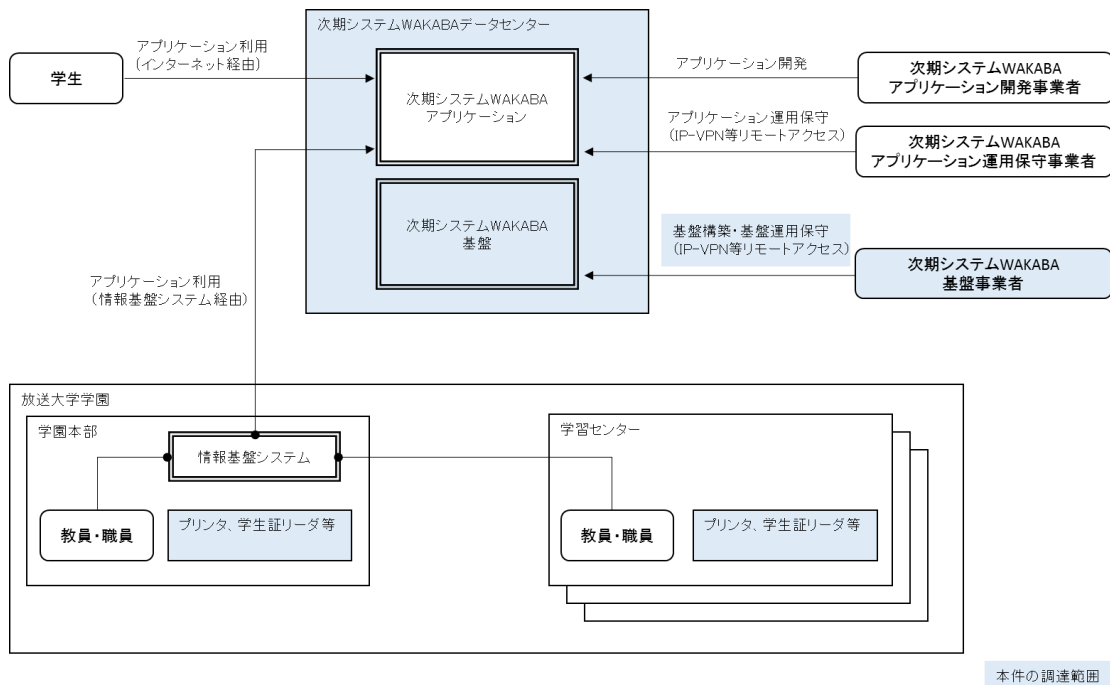 次期システムWAKABAデータセンター
アプリケーション利用
(インターネット経由)
学生
次期システムWAKABA
アプリケーション
アプリケーション開発
次期システムWAKABA
アプリケーション開発事業者
アプリケーション運用保守
(IP-VPN等リモートアクセス)
次期システムWAKABA
アプリケーション運用保守事業者
次期システムWAKABA
基盤
基盤構築・基盤運用保守
(IP-VPN等リモートアクセス)
次期システムWAKABA
基盤事業者
アプリケーション利用
(情報基盤システム経由)
放送大学学園
学園本部
情報基盤システム
教員・職員
プリンタ、学生証リーダ等
学習センター
教員・職員
プリンタ、学生証リーダ等
本件の調達範囲